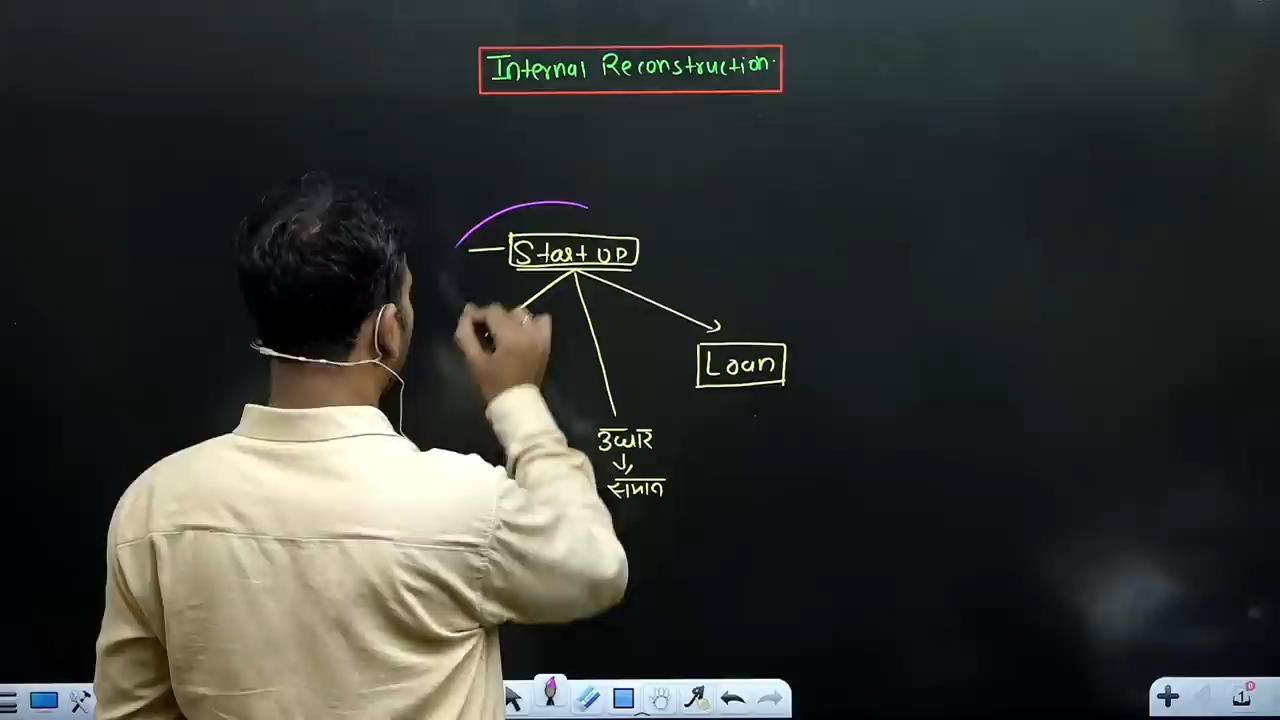 Internal Reconstruction.
Start UP
Loan
उधार
सामान